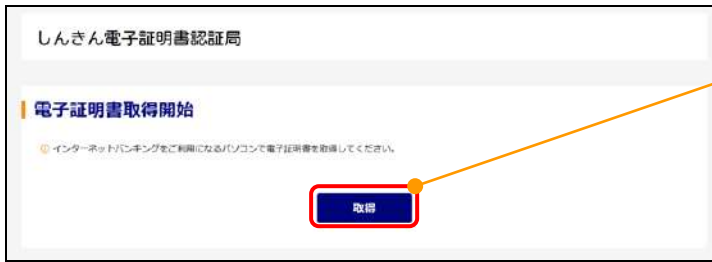 しんきん電子証明書認証局
電子証明書取得開始
インターネットバンキングをご利用になるパソコンで電子証明書を取得してください。
取得